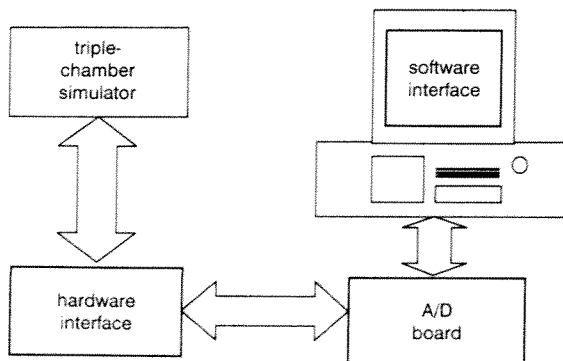 triple-
chamber
simulator
software
interface
hardware
interface
A/D
board